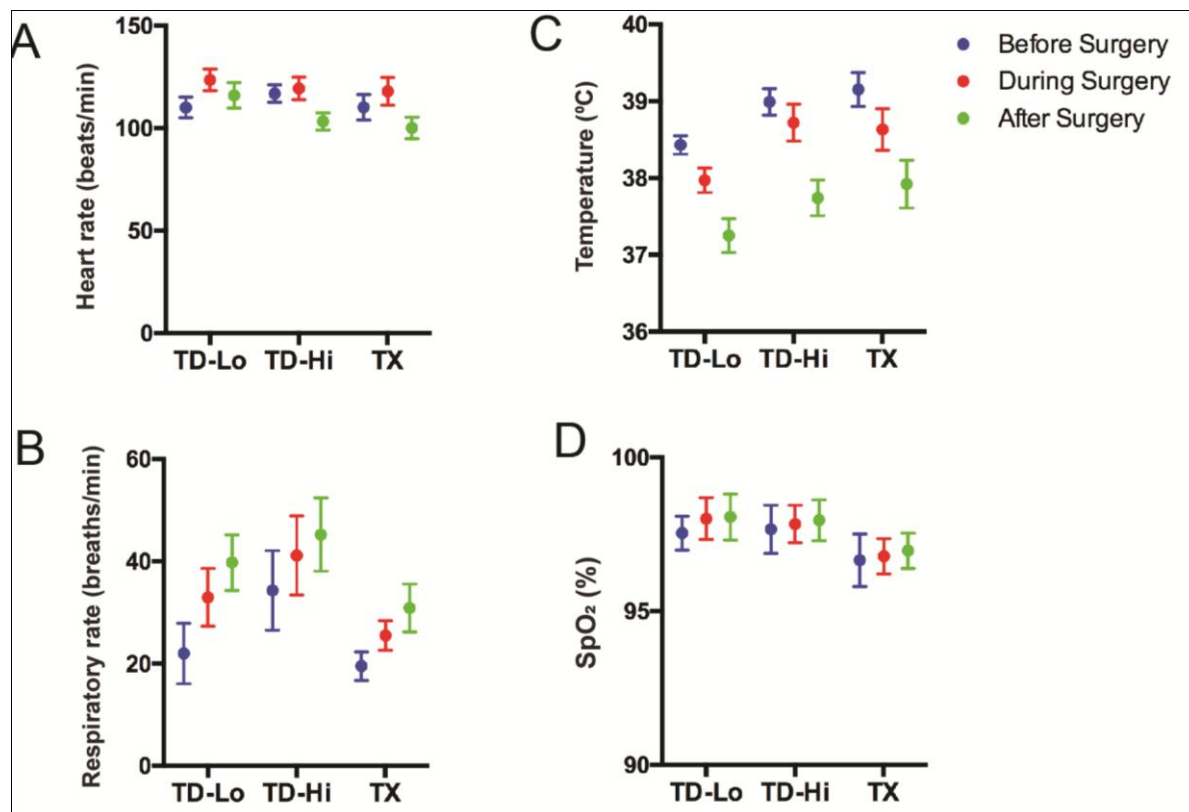 A
Heart rate (beats/min)
150
100
50
0
TD-Lo TD-Hi TX
C
Temperature (ºC)
40
39
38
37
36
TD-Lo TD-Hi TX
Before Surgery
During Surgery
After Surgery
B
Respiratory rate (breaths/min)
60
40
20
0
TD-Lo TD-Hi TX
D
SpO₂ (%)
100
95
90
TD-Lo TD-Hi TX